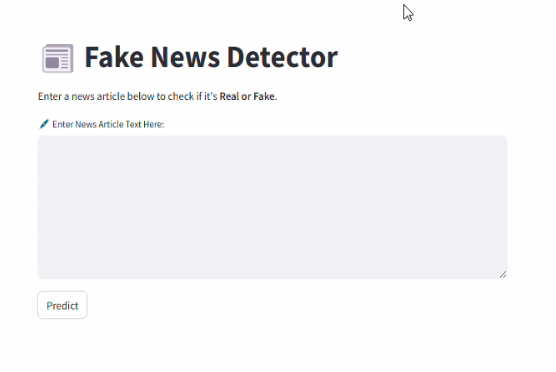 Fake News Detector
Enter a news article below to check if it's Real or Fake.
Enter News Article Text Here:
Predict